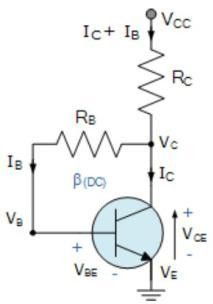 VCC
IC + IB
RC
RB
VC
IB
β(DC)
IC
VB
VCE
+
+
VBE
-
-
VE